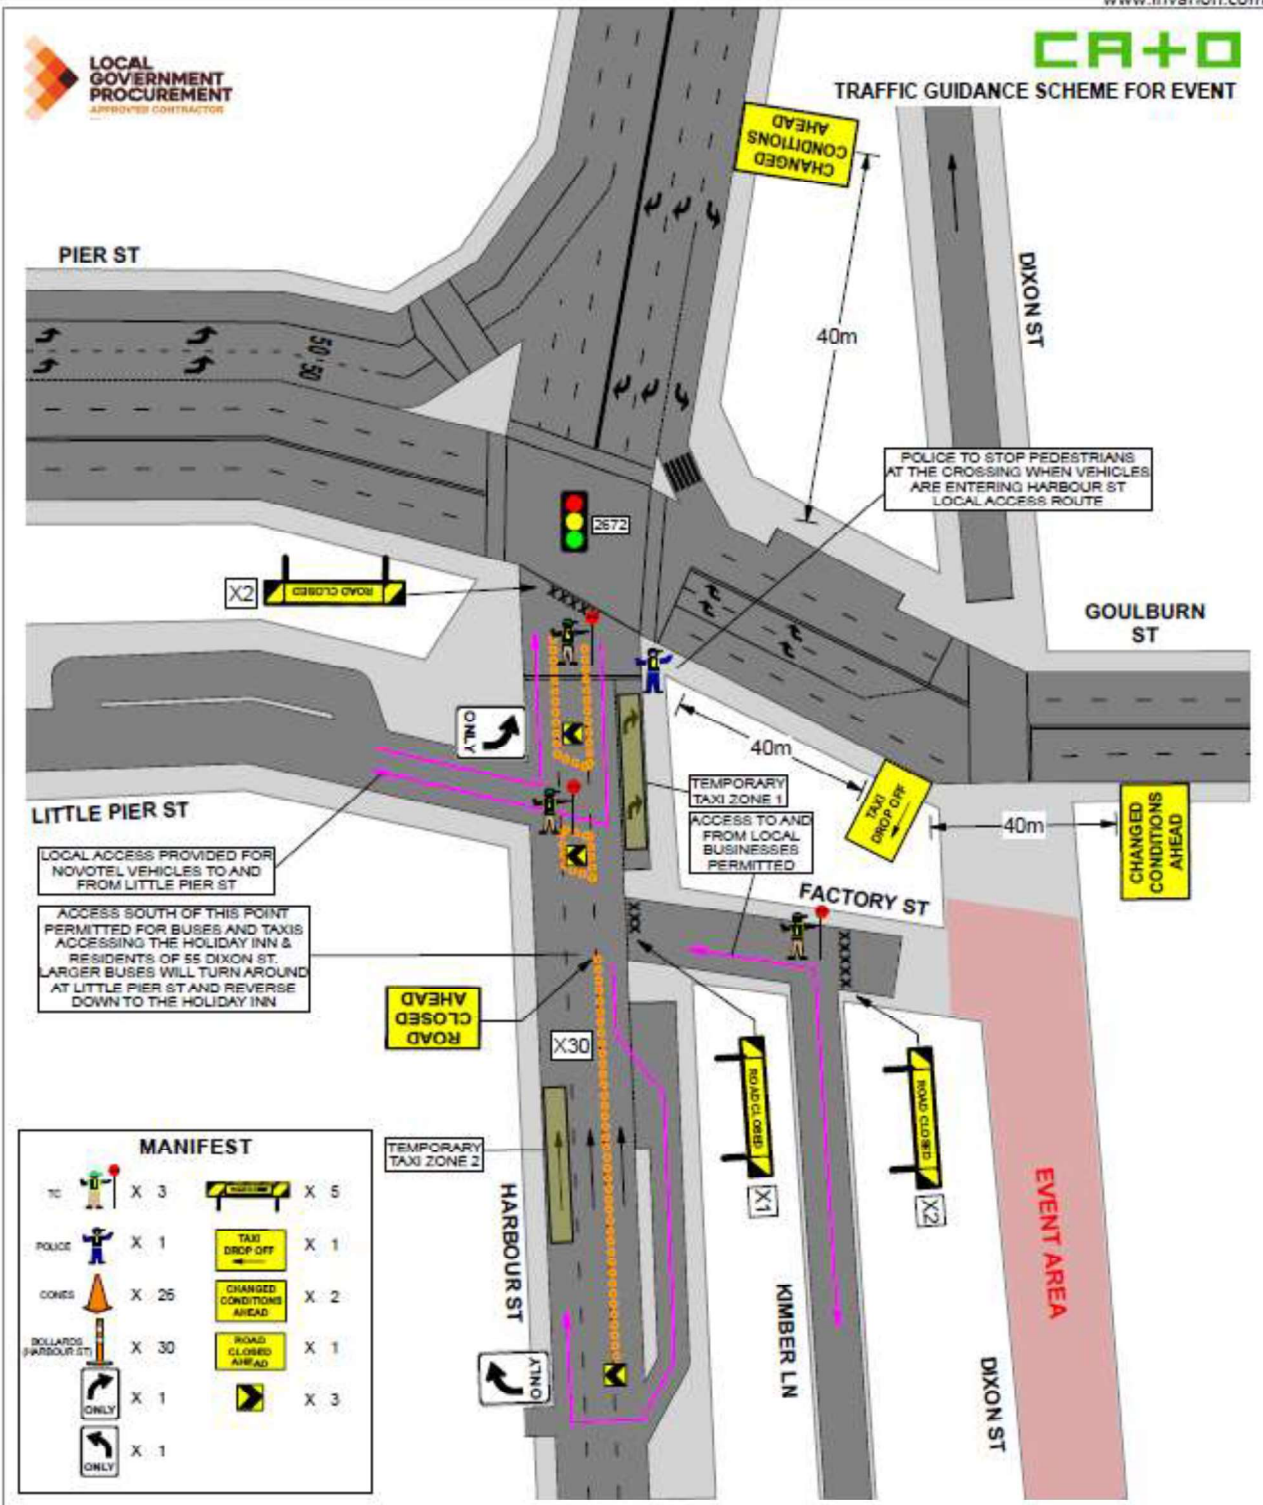 www.invarion.com
LOCAL
GOVERNMENT
PROCUREMENT
APPROVED CONTRACTOR
CA+O
TRAFFIC GUIDANCE SCHEME FOR EVENT
CHANGED
CONDITIONS
AHEAD
PIER ST
DIXON ST
40m
50 50
POLICE TO STOP PEDESTRIANS
AT THE CROSSING WHEN VEHICLES
ARE ENTERING HARBOUR ST
LOCAL ACCESS ROUTE
2672
X2
ROAD CLOSED
XXXX
GOULBURN
ST
ONLY
40m
TEMPORARY
TAXI ZONE 1
TAXI
DROP OFF
40m
CHANGED
CONDITIONS
AHEAD
LITTLE PIER ST
ACCESS TO AND
FROM LOCAL
BUSINESSES
PERMITTED
LOCAL ACCESS PROVIDED FOR
NOVOTEL VEHICLES TO AND
FROM LITTLE PIER ST
FACTORY ST
ACCESS SOUTH OF THIS POINT
PERMITTED FOR BUSES AND TAXIS
ACCESSING THE HOLIDAY INN &
RESIDENTS OF 55 DIXON ST.
LARGER BUSES WILL TURN AROUND
AT LITTLE PIER ST AND REVERSE
DOWN TO THE HOLIDAY INN
XXX
XXXXX
ROAD
CLOSED
AHEAD
X30
ROAD CLOSED
X1
ROAD CLOSED
X2
TEMPORARY
TAXI ZONE 2
HARBOUR ST
KIMBER LN
EVENT AREA
DIXON ST
ONLY
MANIFEST
TC X 3
X 5
POLICE X 1
TAXI
DROP OFF
X 1
CONES X 26
CHANGED
CONDITIONS
AHEAD
X 2
BOLLARDS
(HARBOUR ST)
X 30
ROAD
CLOSED
AHEAD
X 1
ONLY X 1
X 3
ONLY X 1